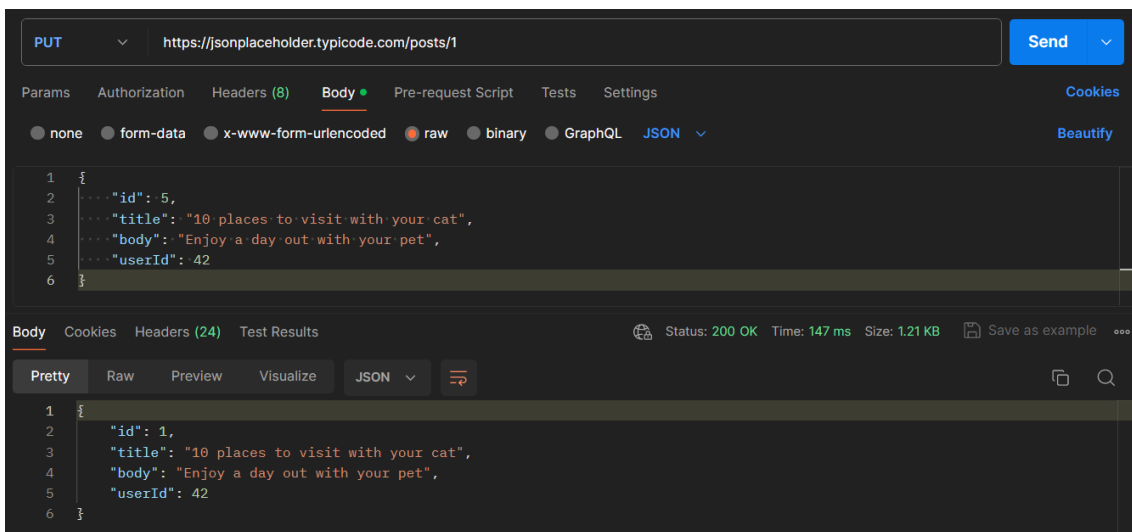 PUT https://jsonplaceholder.typicode.com/posts/1 Send
Params Authorization Headers (8) Body Pre-request Script Tests Settings Cookies
none form-data x-www-form-urlencoded raw binary GraphQL JSON Beautify
1 {
2 ····"id":·5,
3 ····"title":·"10·places·to·visit·with·your·cat",
4 ····"body":·"Enjoy·a·day·out·with·your·pet",
5 ····"userId":·42
6 }
Body Cookies Headers (24) Test Results Status: 200 OK Time: 147 ms Size: 1.21 KB Save as example
Pretty Raw Preview Visualize JSON
1 {
2 "id": 1,
3 "title": "10 places to visit with your cat",
4 "body": "Enjoy a day out with your pet",
5 "userId": 42
6 }